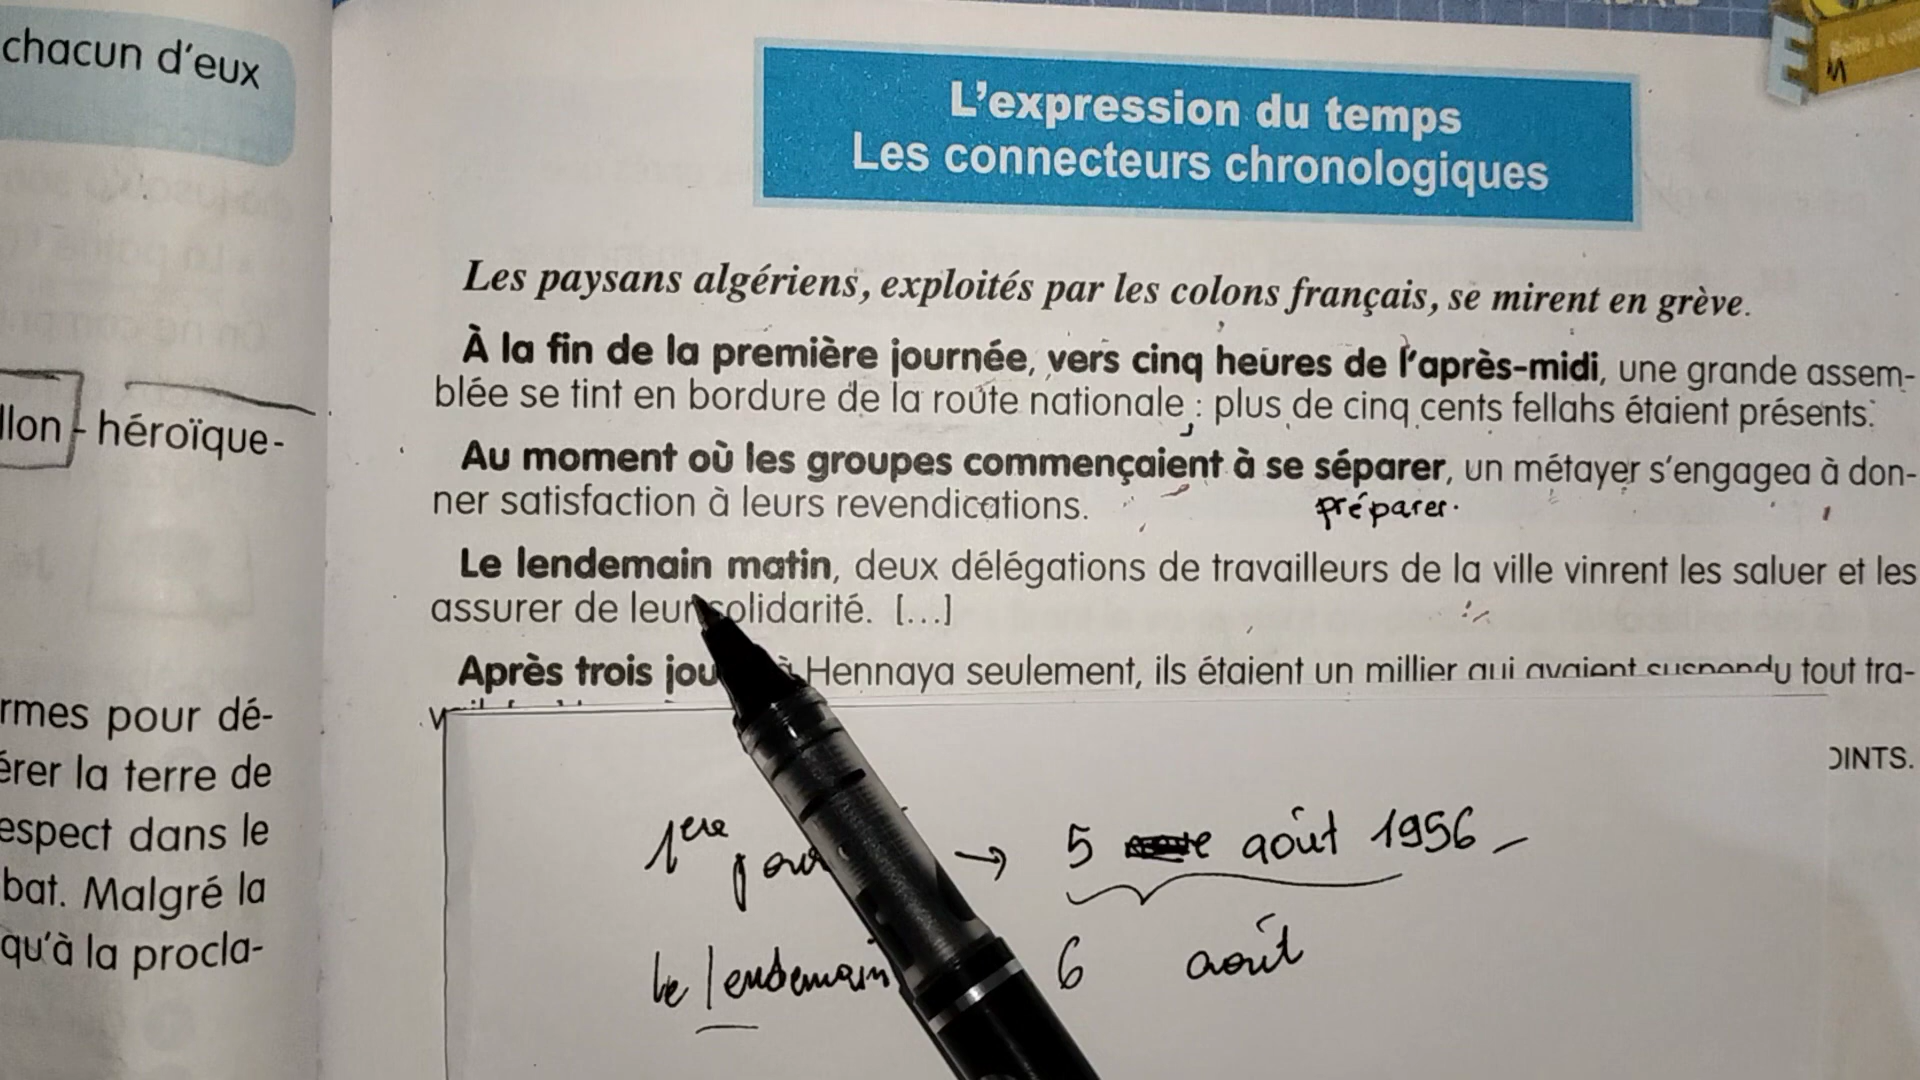 chacun d'eux
llon - héroïque-
rmes pour dé-
érer la terre de
espect dans le
bat. Malgré la
qu'à la procla-
L'expression du temps
Les connecteurs chronologiques
Les paysans algériens, exploités par les colons français, se mirent en grève.
À la fin de la première journée, vers cinq heures de l'après-midi, une grande assem-
blée se tint en bordure de la route nationale : plus de cinq cents fellahs étaient présents.
Au moment où les groupes commençaient à se séparer, un métayer s'engagea à don-
ner satisfaction à leurs revendications.
préparer.
Le lendemain matin, deux délégations de travailleurs de la ville vinrent les saluer et les
assurer de leur solidarité. [...]
Après trois jou à Hennaya seulement, ils étaient un millier qui avaient suspendu tout tra-
OINTS.
1ere jour → 5 août 1956 -
le lendemain 6 août